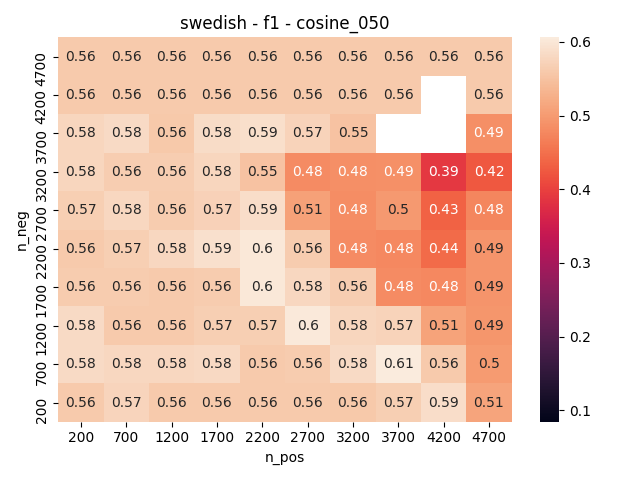 swedish - f1 - cosine_050
4700 0.56 0.56 0.56 0.56 0.56 0.56 0.56 0.56 0.56 0.56
4200 0.56 0.56 0.56 0.56 0.56 0.56 0.56 0.56 0.56
3700 0.58 0.58 0.56 0.58 0.59 0.57 0.55 0.49
3200 0.58 0.56 0.56 0.58 0.55 0.48 0.48 0.49 0.39 0.42
2700 0.57 0.58 0.56 0.57 0.59 0.51 0.48 0.5 0.43 0.48
2200 0.56 0.57 0.58 0.59 0.6 0.56 0.48 0.48 0.44 0.49
1700 0.56 0.56 0.56 0.56 0.6 0.58 0.56 0.48 0.48 0.49
1200 0.58 0.56 0.56 0.57 0.57 0.6 0.58 0.57 0.51 0.49
700 0.58 0.58 0.58 0.58 0.56 0.56 0.58 0.61 0.56 0.5
200 0.56 0.57 0.56 0.56 0.56 0.56 0.56 0.57 0.59 0.51
200 700 1200 1700 2200 2700 3200 3700 4200 4700
n_pos
n_neg
0.6
0.5
0.4
0.3
0.2
0.1